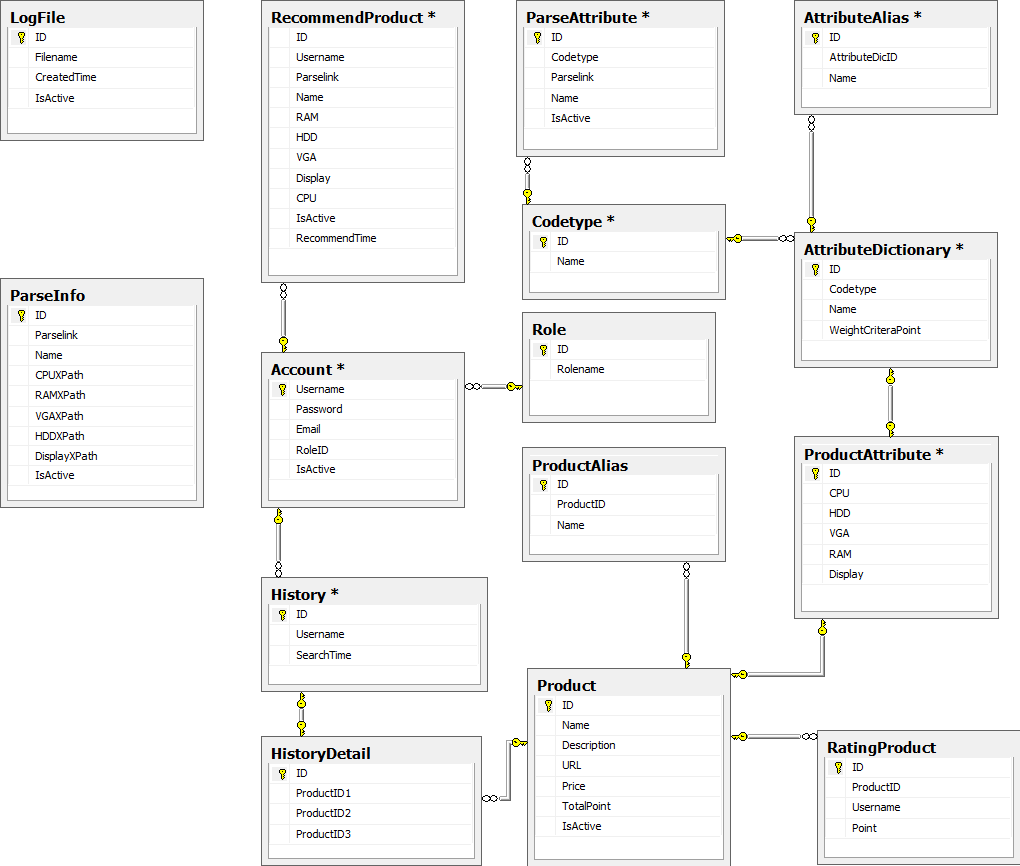 LogFile
ID
Filename
CreatedTime
IsActive
RecommendProduct *
ID
Username
Parselink
Name
RAM
HDD
VGA
Display
CPU
IsActive
RecommendTime
ParseAttribute *
ID
Codetype
Parselink
Name
IsActive
AttributeAlias *
ID
AttributeDicID
Name
Codetype *
ID
Name
AttributeDictionary *
ID
Codetype
Name
WeightCriteraPoint
ParseInfo
ID
Parselink
Name
CPUXPath
RAMXPath
VGAXPath
HDDXPath
DisplayXPath
IsActive
Account *
Username
Password
Email
RoleID
IsActive
Role
ID
Rolename
ProductAlias
ID
ProductID
Name
ProductAttribute *
ID
CPU
HDD
VGA
RAM
Display
History *
ID
Username
SearchTime
HistoryDetail
ID
ProductID1
ProductID2
ProductID3
Product
ID
Name
Description
URL
Price
TotalPoint
IsActive
RatingProduct
ID
ProductID
Username
Point